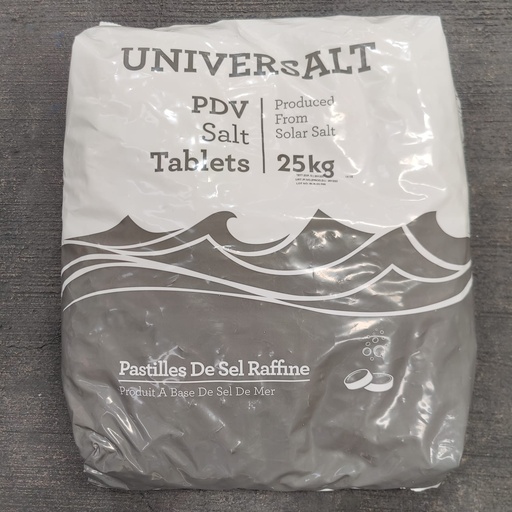 UNIVERSALT
PDV
Salt
Tablets
Produced
From
Solar Salt
25kg
Pastilles De Sel Raffine
Produit A Base De Sel De Mer